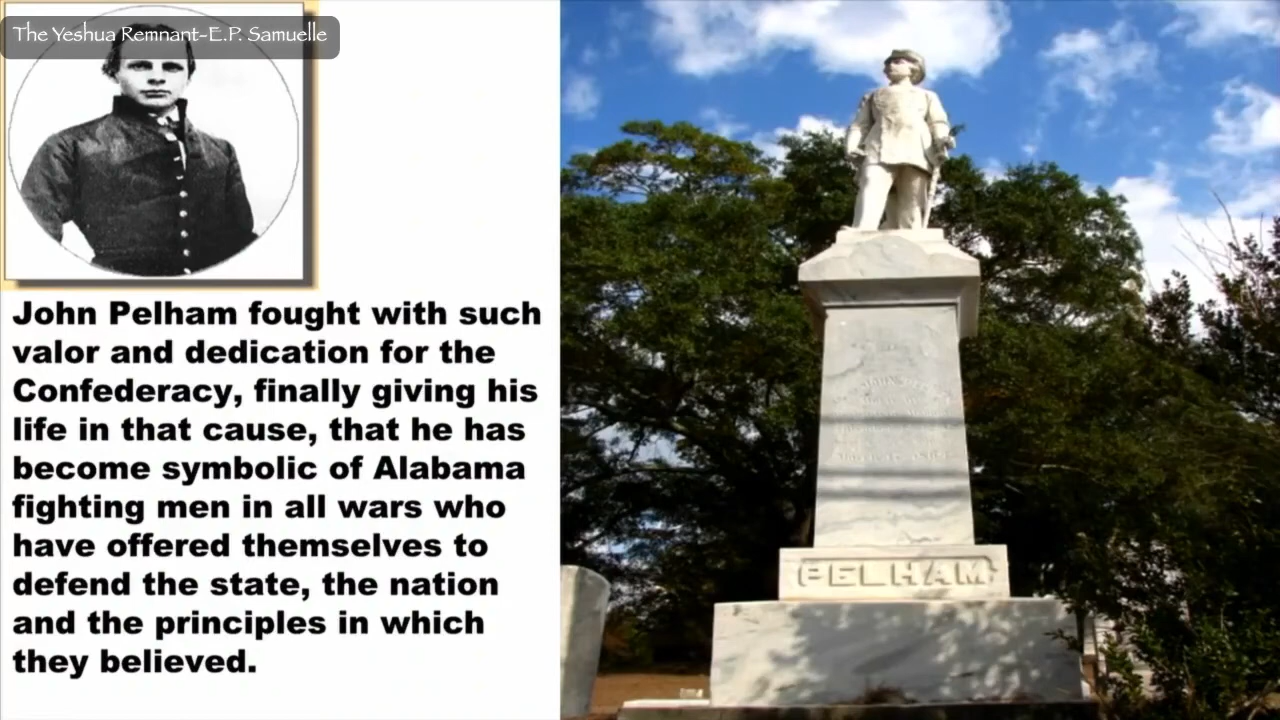 The Yeshua Remnant-E.P. Samuelle
John Pelham fought with such
valor and dedication for the
Confederacy, finally giving his
life in that cause, that he has
become symbolic of Alabama
fighting men in all wars who
have offered themselves to
defend the state, the nation
and the principles in which
they believed.
PELHAM